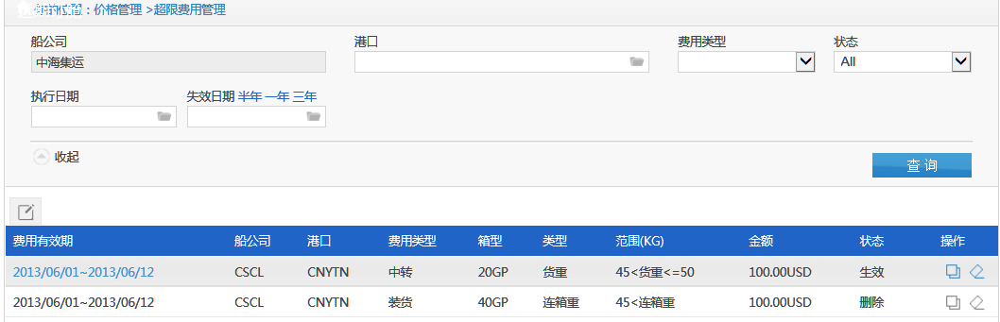 价格管理 >超限费用管理
船公司 港口 费用类型 状态
中海集运 All
执行日期 失效日期 半年 一年 三年
收起
查 询
费用有效期 船公司 港口 费用类型 箱型 类型 范围(KG) 金额 状态 操作
2013/06/01~2013/06/12 CSCL CNYTN 中转 20GP 货重 45<货重<=50 100.00USD 生效
2013/06/01~2013/06/12 CSCL CNYTN 装货 40GP 连箱重 45<连箱重 100.00USD 删除